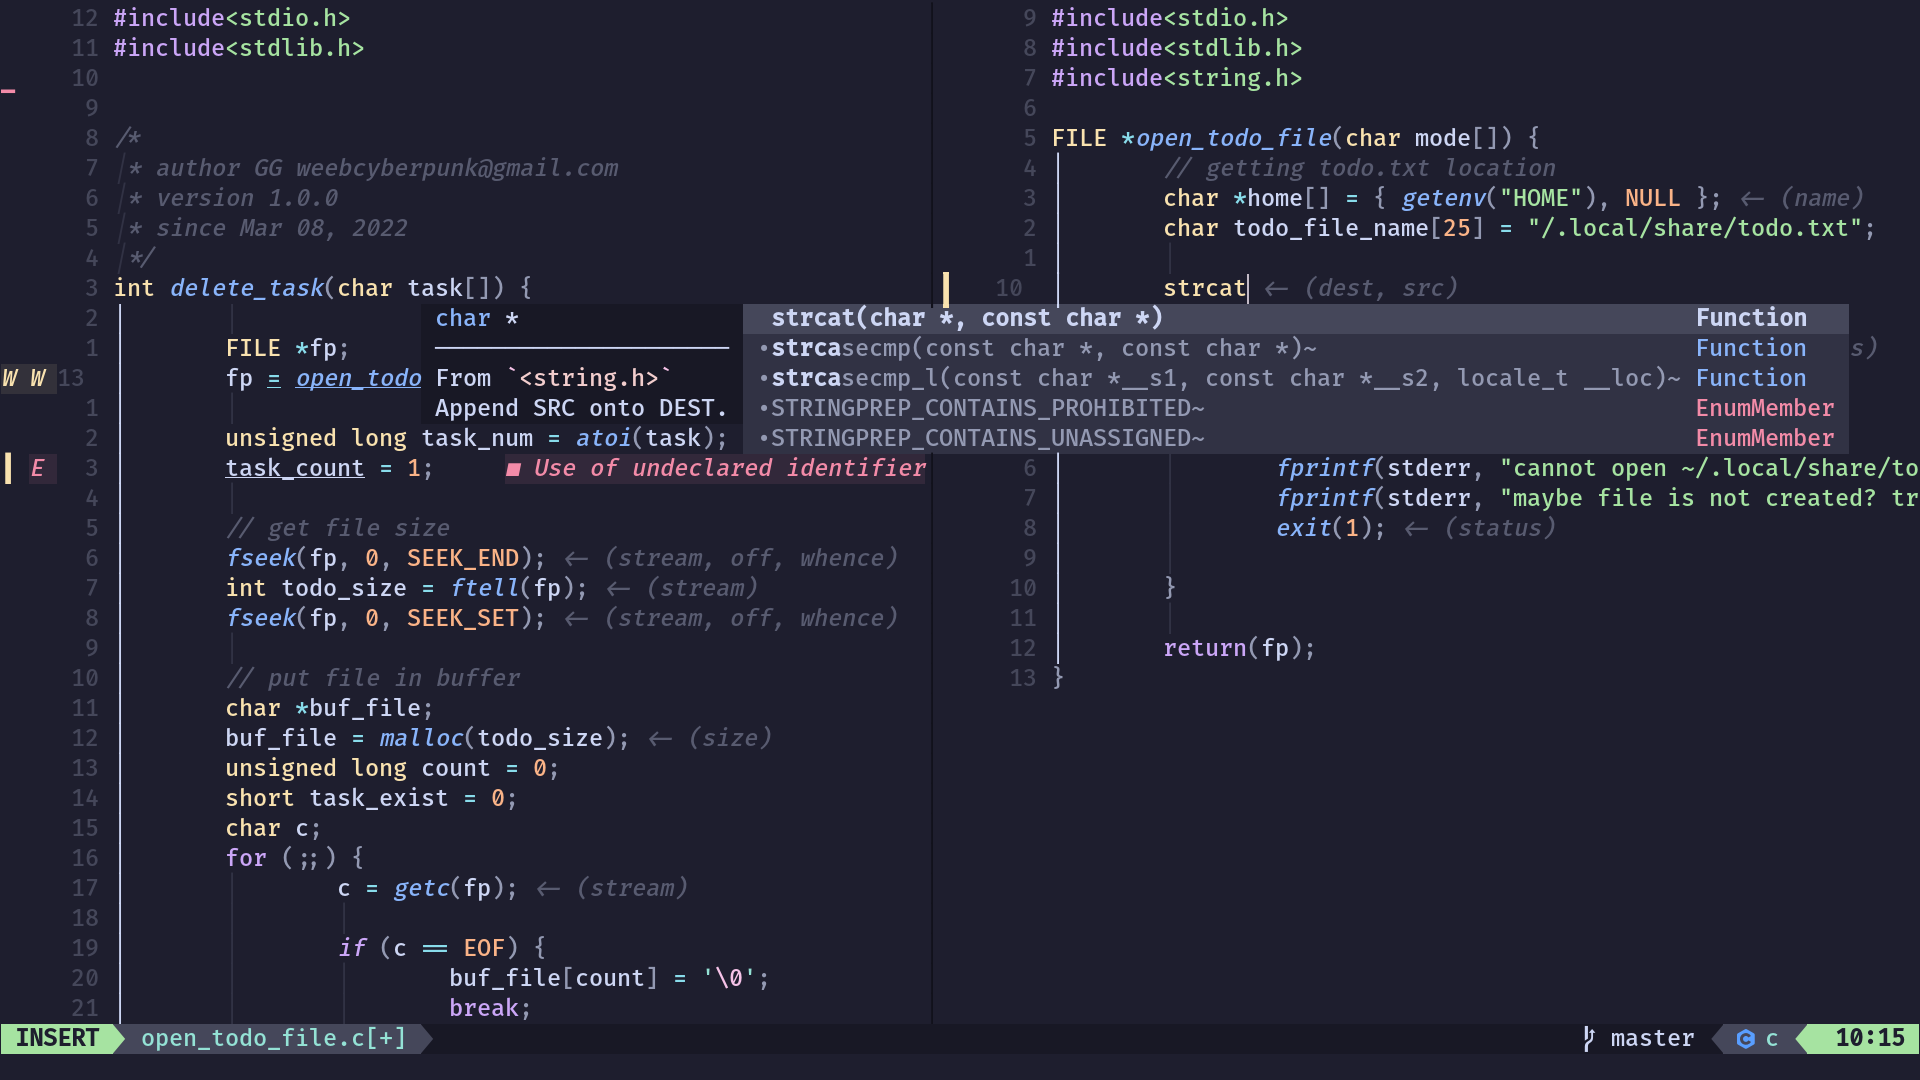 12 #include<stdio.h>
11 #include<stdlib.h>
10
9
8 /*
7 * author GG weebcyberpunk@gmail.com
6 * version 1.0.0
5 * since Mar 08, 2022
4 */
3 int delete_task(char task[]) {
2
1 FILE *fp;
W W 13 fp = open_todo
1
2 unsigned long task_num = atoi(task);
E 3 task_count = 1; ■ Use of undeclared identifier
4
5 // get file size
6 fseek(fp, 0, SEEK_END); <- (stream, off, whence)
7 int todo_size = ftell(fp); <- (stream)
8 fseek(fp, 0, SEEK_SET); <- (stream, off, whence)
9
10 // put file in buffer
11 char *buf_file;
12 buf_file = malloc(todo_size); <- (size)
13 unsigned long count = 0;
14 short task_exist = 0;
15 char c;
16 for (;;) {
17 c = getc(fp); <- (stream)
18
19 if (c == EOF) {
20 buf_file[count] = '\0';
21 break;
9 #include<stdio.h>
8 #include<stdlib.h>
7 #include<string.h>
6
5 FILE *open_todo_file(char mode[]) {
4 // getting todo.txt location
3 char *home[] = { getenv("HOME"), NULL }; <- (name)
2 char todo_file_name[25] = "/.local/share/todo.txt";
1
10 strcat <- (dest, src)
char *
From `<string.h>`
Append SRC onto DEST.
strcat(char *, const char *) Function
•strcasecmp(const char *, const char *)~ Function s)
•strcasecmp_l(const char *__s1, const char *__s2, locale_t __loc)~ Function
•STRINGPREP_CONTAINS_PROHIBITED~ EnumMember
•STRINGPREP_CONTAINS_UNASSIGNED~ EnumMember
6 fprintf(stderr, "cannot open ~/.local/share/to
7 fprintf(stderr, "maybe file is not created? tr
8 exit(1); <- (status)
9
10 }
11
12 return(fp);
13 }
INSERT open_todo_file.c[+] master c 10:15